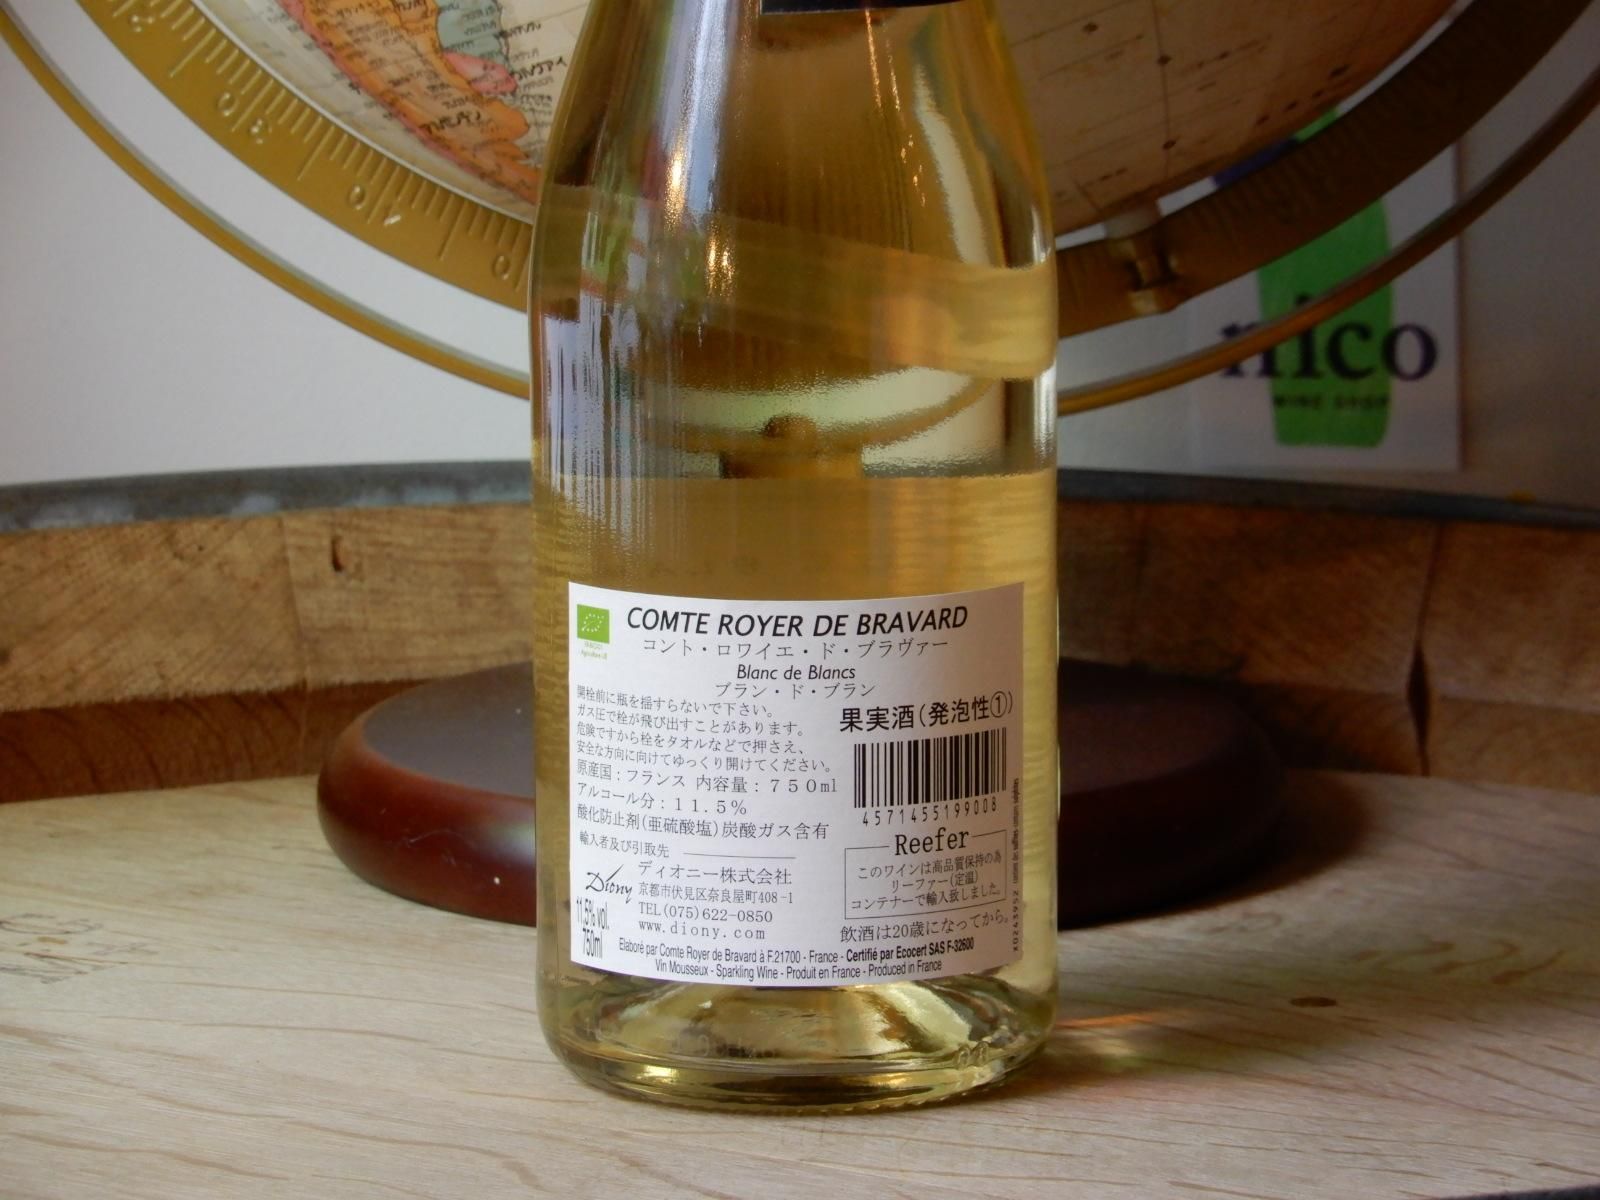 nico
WINE SHOP
COMTE ROYER DE BRAVARD
コント・ロワイエ・ド・ブラヴァー
Blanc de Blancs
ブラン・ド・ブラン
開栓前に瓶を揺すらないで下さい。
ガス圧で栓が飛び出すことがあります。
危険ですから栓をタオルなどで押さえ、
安全な方向に向けてゆっくり開けてください。
原産国:フランス 内容量:750ml
アルコール分:11.5%
酸化防止剤(亜硫酸塩)炭酸ガス含有
果実酒(発泡性①)
4571455199008
輸入者及び引取先
Diony
ディオニー株式会社
京都市伏見区奈良屋町408-1
TEL(075)622-0850
www.diony.com
Reefer
このワインは高品質保持の為
リーファー(定温)
コンテナーで輸入致しました。
飲酒は20歳になってから。
11.5% vol.
750ml
Elaboré par Comte Royer de Bravard à F.21700 - France - Certifié par Ecocert SAS F-32600
Vin Mousseux - Sparkling Wine - Produit en France - Produced in France